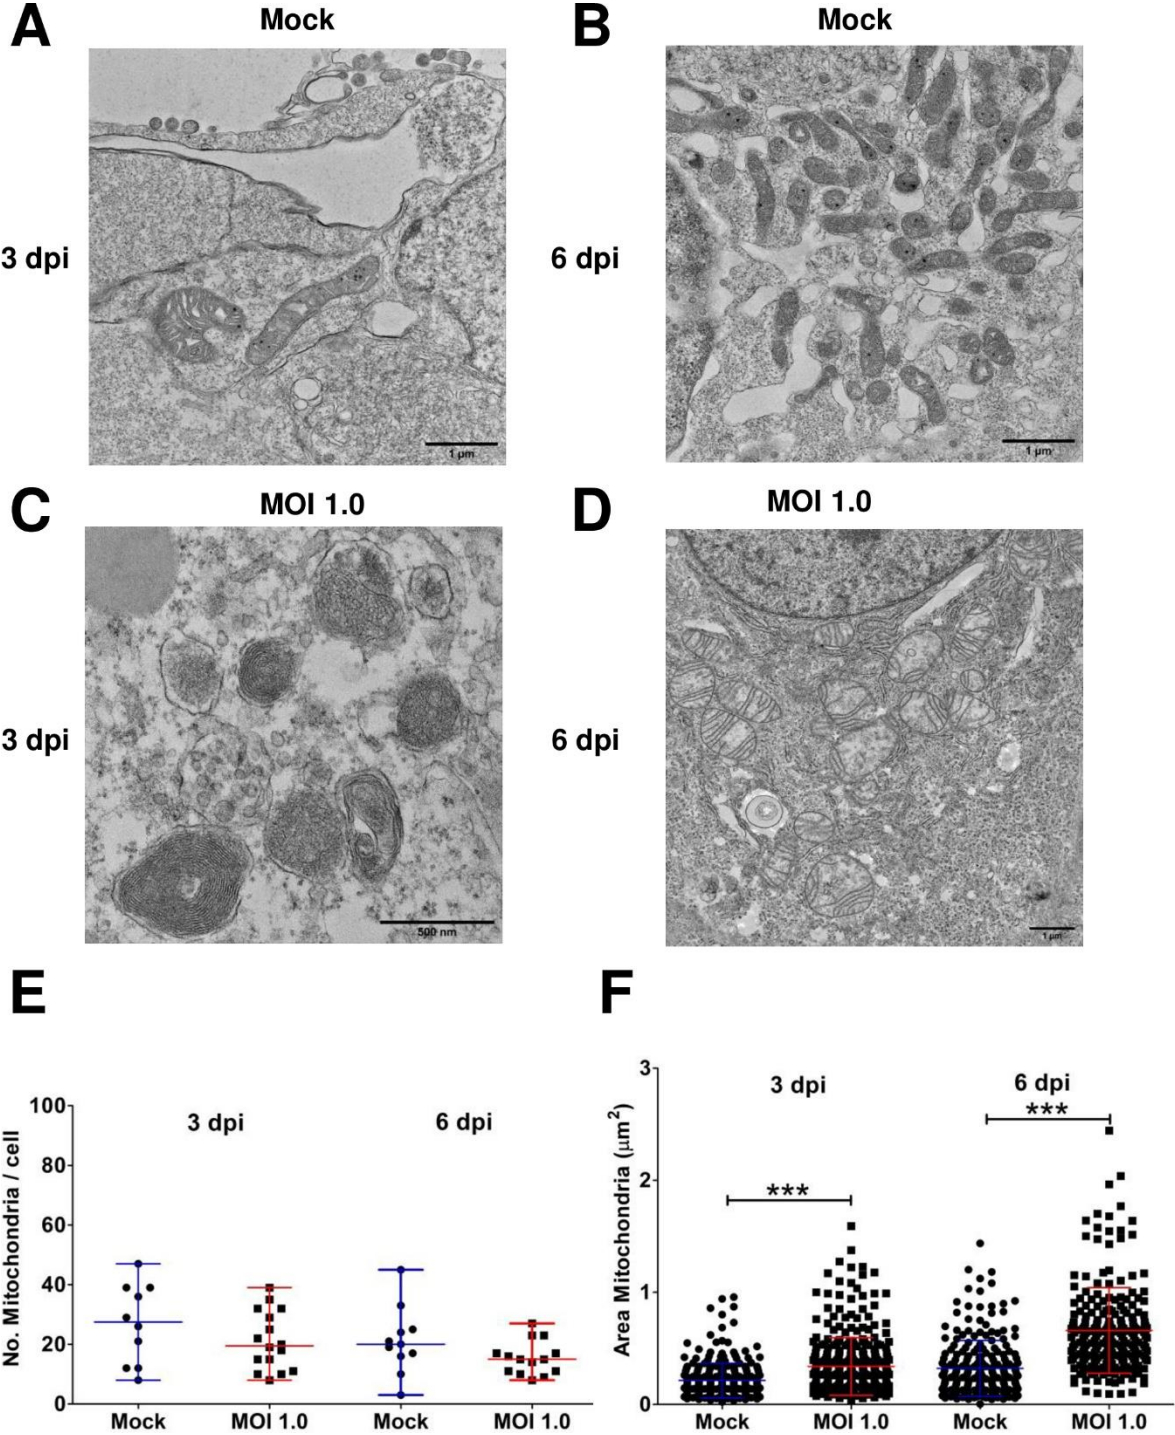 A
Mock
B
Mock
3 dpi
1 µm
6 dpi
1 µm
C
MOI 1.0
D
MOI 1.0
3 dpi
500 nm
6 dpi
1 µm
E
No. Mitochondria / cell
100
80
60
40
20
0
3 dpi
6 dpi
Mock
MOI 1.0
Mock
MOI 1.0
F
Area Mitochondria (µm2)
3
2
1
0
3 dpi
6 dpi
***
***
Mock
MOI 1.0
Mock
MOI 1.0